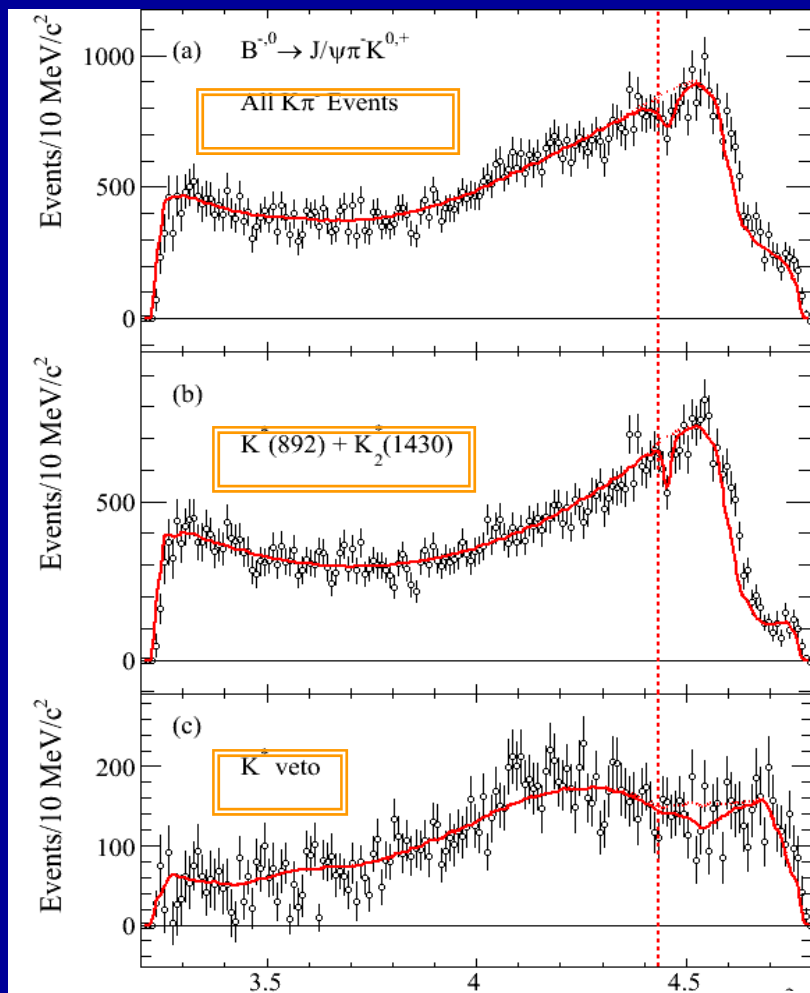 (a) B⁻,⁰ → J/ψπ⁻K⁰,⁺
All Kπ⁻ Events
1000
500
0
Events/10 MeV/c²
(b)
K*(892) + K₂*(1430)
500
0
Events/10 MeV/c²
(c)
K* veto
200
100
0
Events/10 MeV/c²
3.5 4 4.5